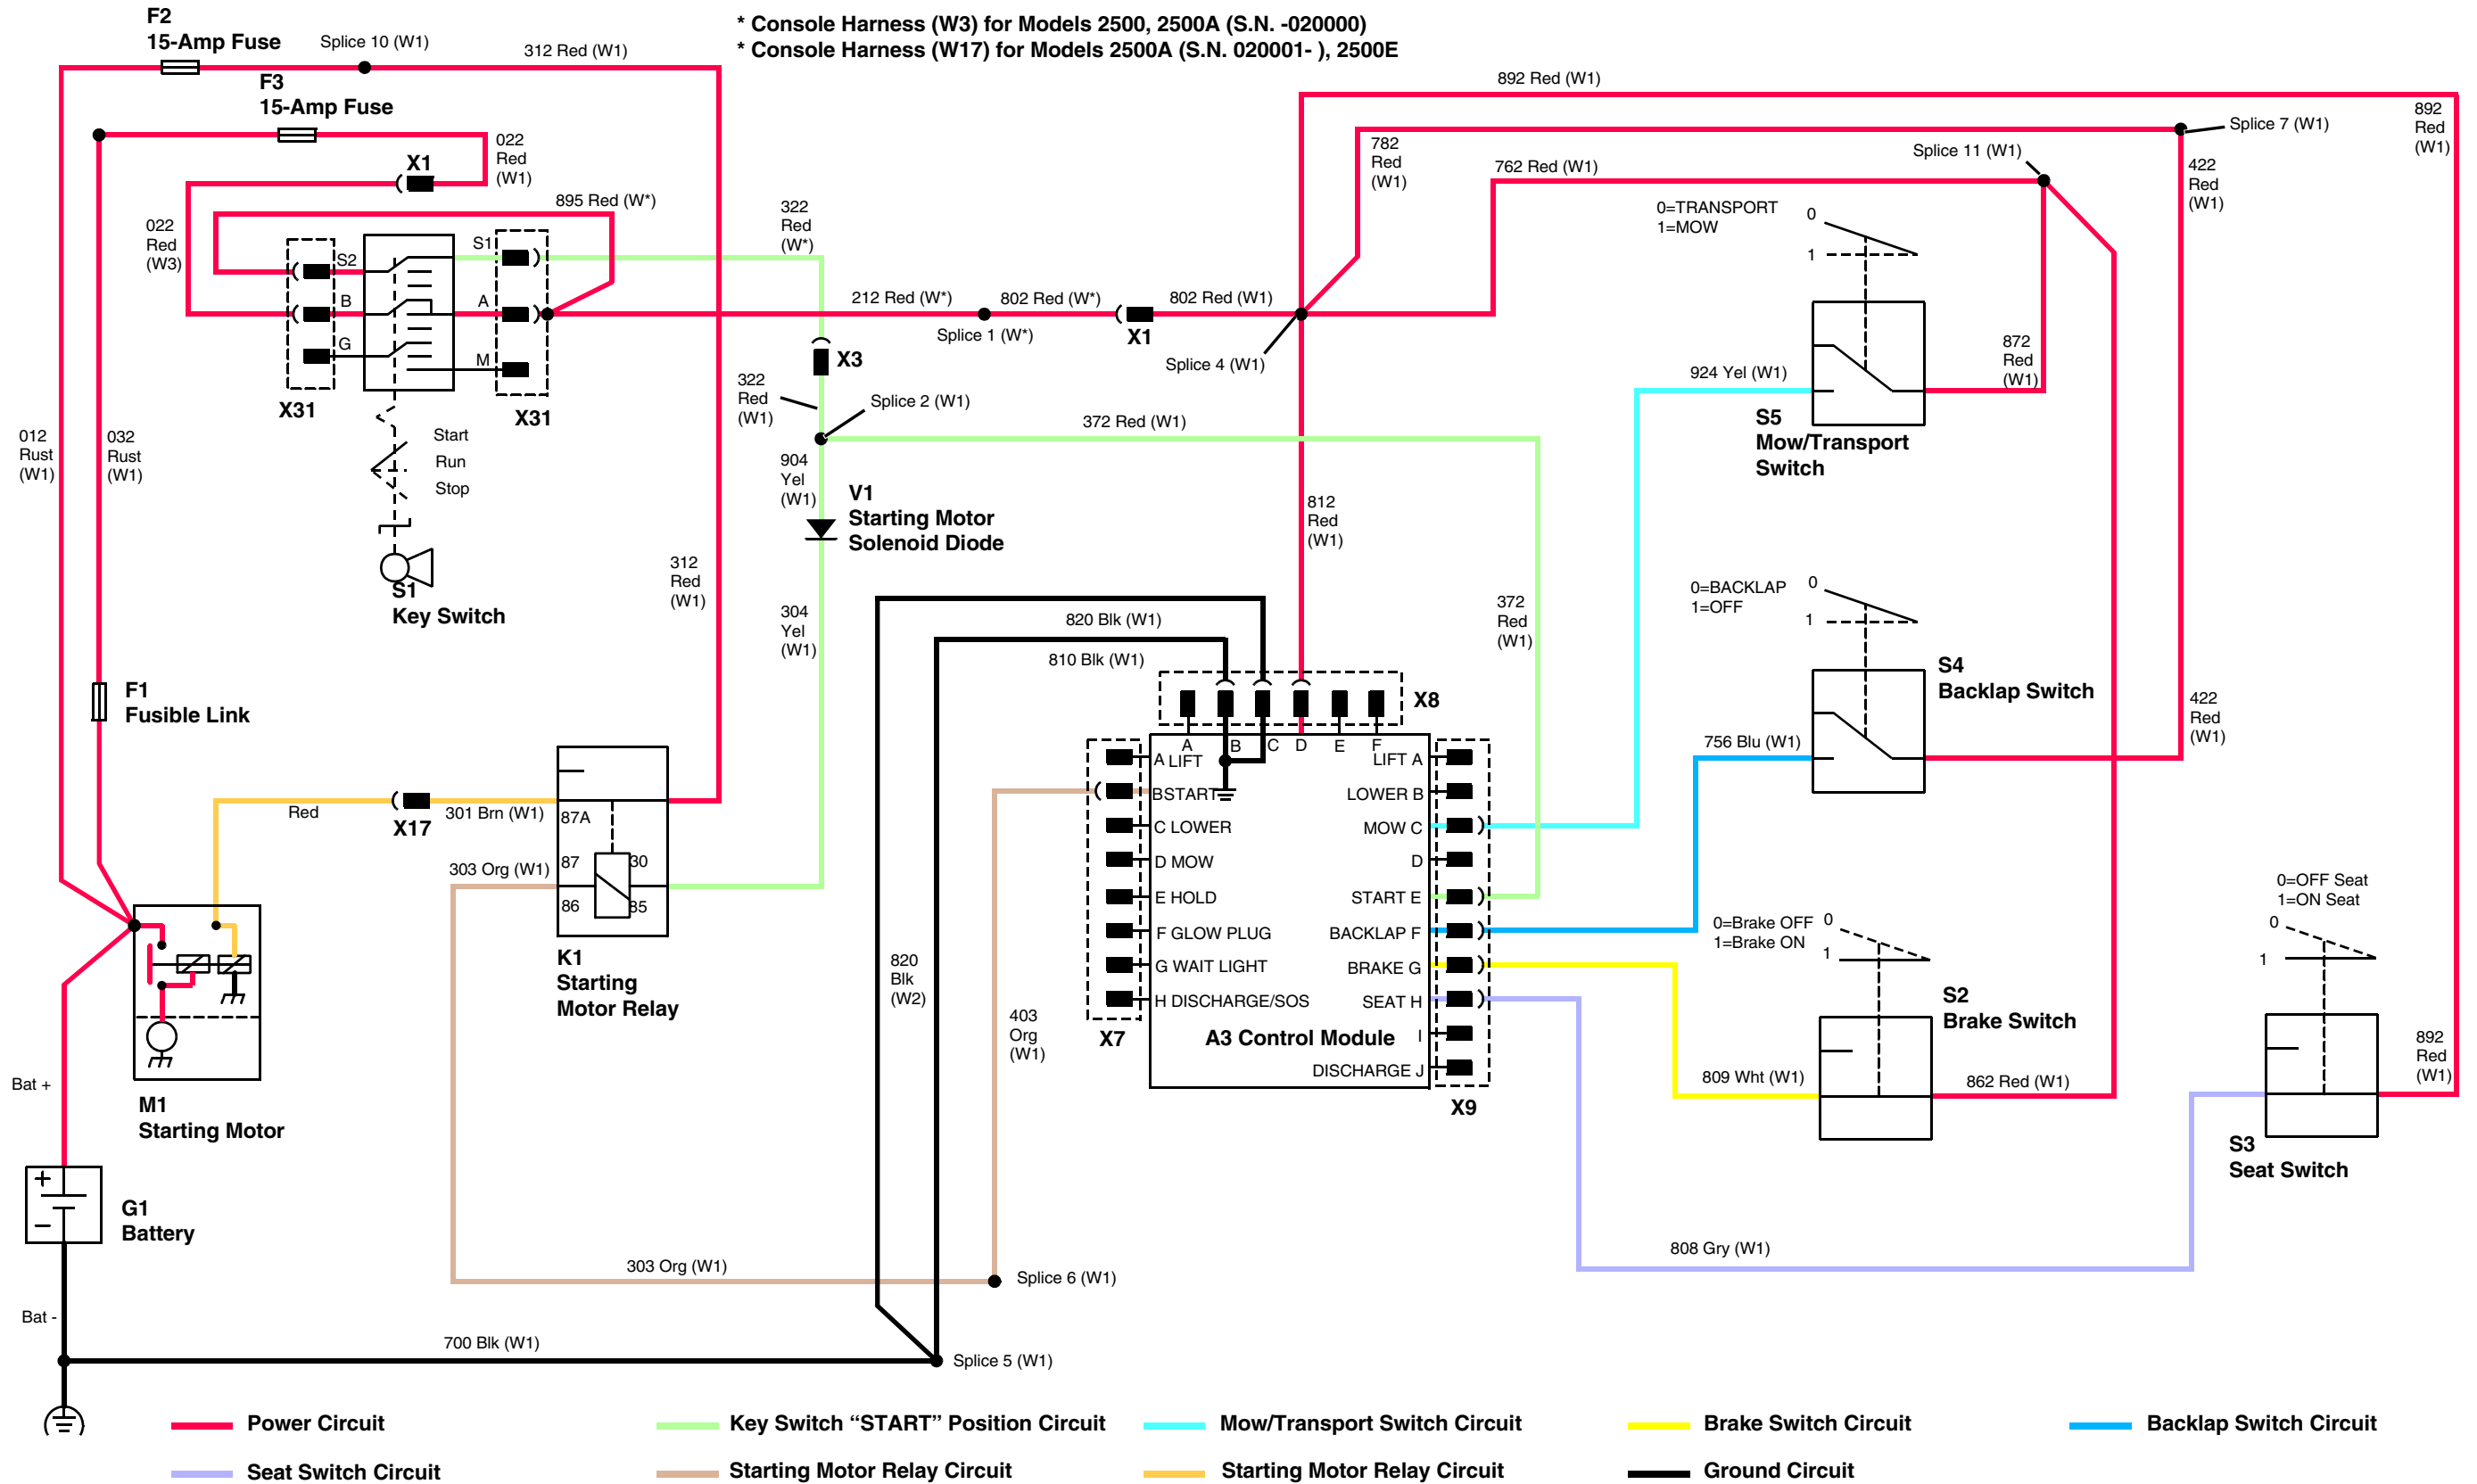 * Console Harness (W3) for Models 2500, 2500A (S.N. -020000)
* Console Harness (W17) for Models 2500A (S.N. 020001- ), 2500E
F2
15-Amp Fuse
Splice 10 (W1)
312 Red (W1)
F3
15-Amp Fuse
022
Red
(W1)
X1
895 Red (W*)
022
Red
(W3)
S2
B
G
S1
A
M
X31
X31
322
Red
(W*)
212 Red (W*)
802 Red (W*)
802 Red (W1)
Splice 1 (W*)
X1
Splice 4 (W1)
X3
322
Red
(W1)
Splice 2 (W1)
372 Red (W1)
892 Red (W1)
892
Red
(W1)
782
Red
(W1)
Splice 7 (W1)
Splice 11 (W1)
762 Red (W1)
422
Red
(W1)
0=TRANSPORT
1=MOW
0
1
872
Red
(W1)
924 Yel (W1)
S5
Mow/Transport
Switch
012
Rust
(W1)
032
Rust
(W1)
Start
Run
Stop
S1
Key Switch
904
Yel
(W1)
V1
Starting Motor
Solenoid Diode
812
Red
(W1)
312
Red
(W1)
304
Yel
(W1)
820 Blk (W1)
810 Blk (W1)
372
Red
(W1)
0=BACKLAP
1=OFF
0
1
S4
Backlap Switch
756 Blu (W1)
422
Red
(W1)
F1
Fusible Link
X8
A
B
C
D
E
F
A LIFT
BSTART
C LOWER
D MOW
E HOLD
F GLOW PLUG
G WAIT LIGHT
H DISCHARGE/SOS
LIFT A
LOWER B
MOW C
D
START E
BACKLAP F
BRAKE G
SEAT H
I
DISCHARGE J
A3 Control Module
X7
X9
Red
X17
301 Brn (W1)
87A
87
30
86
85
303 Org (W1)
K1
Starting
Motor Relay
820
Blk
(W2)
403
Org
(W1)
0=Brake OFF
1=Brake ON
0
1
S2
Brake Switch
809 Wht (W1)
862 Red (W1)
0=OFF Seat
1=ON Seat
0
1
892
Red
(W1)
S3
Seat Switch
Bat +
M1
Starting Motor
G1
Battery
Bat -
303 Org (W1)
Splice 6 (W1)
808 Gry (W1)
700 Blk (W1)
Splice 5 (W1)
Power Circuit
Key Switch “START” Position Circuit
Mow/Transport Switch Circuit
Brake Switch Circuit
Backlap Switch Circuit
Seat Switch Circuit
Starting Motor Relay Circuit
Starting Motor Relay Circuit
Ground Circuit